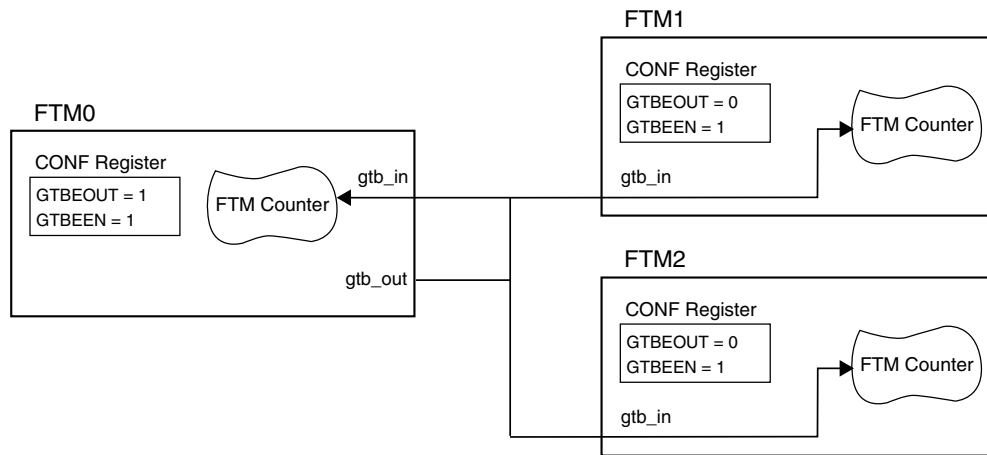 FTM0
CONF Register
GTBEOUT = 1
GTBEEN = 1
FTM Counter
gtb_in
gtb_out
FTM1
CONF Register
GTBEOUT = 0
GTBEEN = 1
FTM Counter
gtb_in
FTM2
CONF Register
GTBEOUT = 0
GTBEEN = 1
FTM Counter
gtb_in